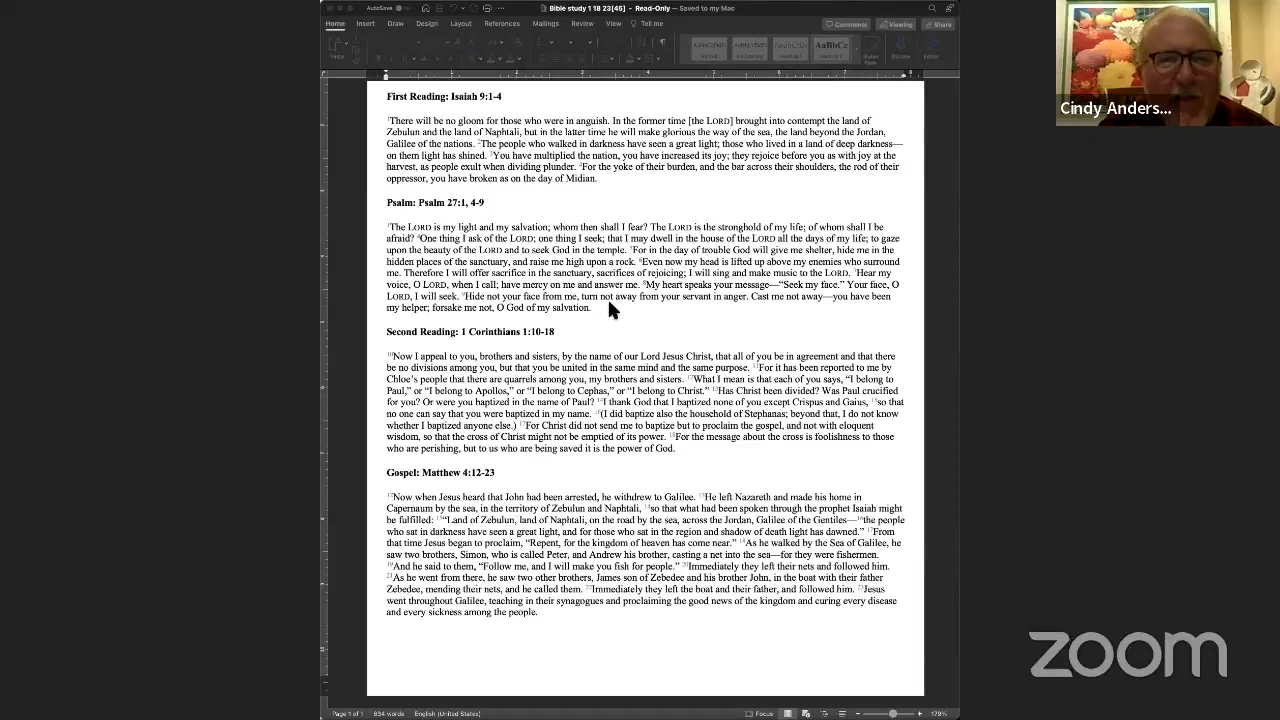 AutoSave
Bible study 1 18 23[45] — Read-Only — Saved to my Mac
Home Insert Draw Design Layout References Mailings Review View Tell me
Comments Viewing Share
Paste
Cindy Anders...
First Reading: Isaiah 9:1-4
1There will be no gloom for those who were in anguish. In the former time [the LORD] brought into contempt the land of
Zebulun and the land of Naphtali, but in the latter time he will make glorious the way of the sea, the land beyond the Jordan,
Galilee of the nations. 2The people who walked in darkness have seen a great light; those who lived in a land of deep darkness—
on them light has shined. 3You have multiplied the nation, you have increased its joy; they rejoice before you as with joy at the
harvest, as people exult when dividing plunder. 4For the yoke of their burden, and the bar across their shoulders, the rod of their
oppressor, you have broken as on the day of Midian.
Psalm: Psalm 27:1, 4-9
1The LORD is my light and my salvation; whom then shall I fear? The LORD is the stronghold of my life; of whom shall I be
afraid? 4One thing I ask of the LORD; one thing I seek; that I may dwell in the house of the LORD all the days of my life; to gaze
upon the beauty of the LORD and to seek God in the temple. 5For in the day of trouble God will give me shelter, hide me in the
hidden places of the sanctuary, and raise me high upon a rock. 6Even now my head is lifted up above my enemies who surround
me. Therefore I will offer sacrifice in the sanctuary, sacrifices of rejoicing; I will sing and make music to the LORD. 7Hear my
voice, O LORD, when I call; have mercy on me and answer me. 8My heart speaks your message—“Seek my face.” Your face, O
LORD, I will seek. 9Hide not your face from me, turn not away from your servant in anger. Cast me not away—you have been
my helper; forsake me not, O God of my salvation.
Second Reading: 1 Corinthians 1:10-18
10Now I appeal to you, brothers and sisters, by the name of our Lord Jesus Christ, that all of you be in agreement and that there
be no divisions among you, but that you be united in the same mind and the same purpose. 11For it has been reported to me by
Chloe’s people that there are quarrels among you, my brothers and sisters. 12What I mean is that each of you says, “I belong to
Paul,” or “I belong to Apollos,” or “I belong to Cephas,” or “I belong to Christ.” 13Has Christ been divided? Was Paul crucified
for you? Or were you baptized in the name of Paul? 14I thank God that I baptized none of you except Crispus and Gaius, 15so that
no one can say that you were baptized in my name. 16(I did baptize also the household of Stephanas; beyond that, I do not know
whether I baptized anyone else.) 17For Christ did not send me to baptize but to proclaim the gospel, and not with eloquent
wisdom, so that the cross of Christ might not be emptied of its power. 18For the message about the cross is foolishness to those
who are perishing, but to us who are being saved it is the power of God.
Gospel: Matthew 4:12-23
12Now when Jesus heard that John had been arrested, he withdrew to Galilee. 13He left Nazareth and made his home in
Capernaum by the sea, in the territory of Zebulun and Naphtali, 14so that what had been spoken through the prophet Isaiah might
be fulfilled: 15“Land of Zebulun, land of Naphtali, on the road by the sea, across the Jordan, Galilee of the Gentiles—16the people
who sat in darkness have seen a great light, and for those who sat in the region and shadow of death light has dawned.” 17From
that time Jesus began to proclaim, “Repent, for the kingdom of heaven has come near.” 18As he walked by the Sea of Galilee, he
saw two brothers, Simon, who is called Peter, and Andrew his brother, casting a net into the sea—for they were fishermen.
19And he said to them, “Follow me, and I will make you fish for people.” 20Immediately they left their nets and followed him.
21As he went from there, he saw two other brothers, James son of Zebedee and his brother John, in the boat with their father
Zebedee, mending their nets, and he called them. 22Immediately they left the boat and their father, and followed him. 23Jesus
went throughout Galilee, teaching in their synagogues and proclaiming the good news of the kingdom and curing every disease
and every sickness among the people.
zoom
Page 1 of 1 834 words English (United States) Focus 179%